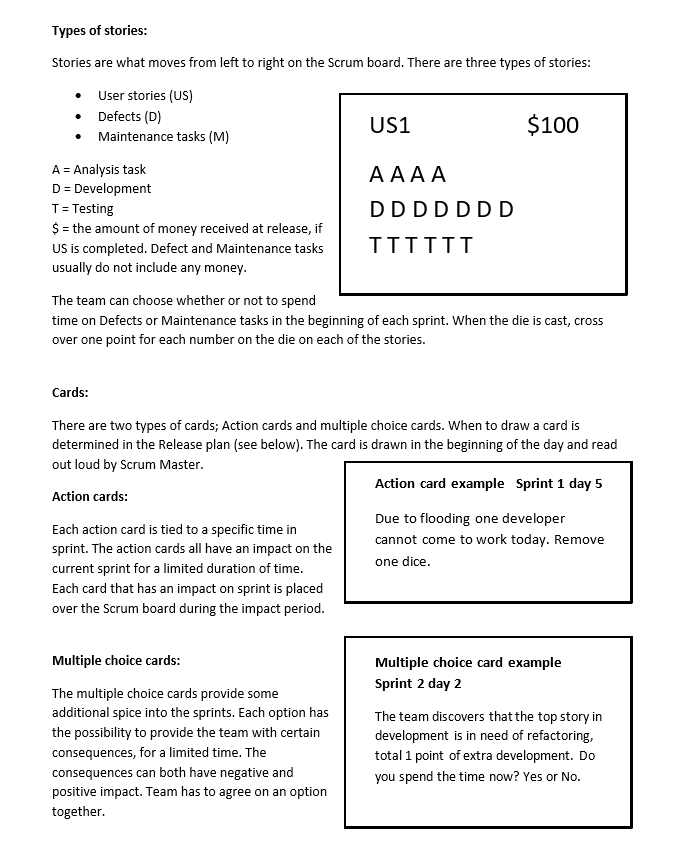 Types of stories:
Stories are what moves from left to right on the Scrum board. There are three types of stories:
• User stories (US)
• Defects (D)
• Maintenance tasks (M)
A = Analysis task
D = Development
T = Testing
$ = the amount of money received at release, if
US is completed. Defect and Maintenance tasks
usually do not include any money.
US1 $100
A A A A
D D D D D D D
T T T T T T
The team can choose whether or not to spend
time on Defects or Maintenance tasks in the beginning of each sprint. When the die is cast, cross
over one point for each number on the die on each of the stories.
Cards:
There are two types of cards; Action cards and multiple choice cards. When to draw a card is
determined in the Release plan (see below). The card is drawn in the beginning of the day and read
out loud by Scrum Master.
Action cards:
Each action card is tied to a specific time in
sprint. The action cards all have an impact on the
current sprint for a limited duration of time.
Each card that has an impact on sprint is placed
over the Scrum board during the impact period.
Action card example Sprint 1 day 5
Due to flooding one developer
cannot come to work today. Remove
one dice.
Multiple choice cards:
The multiple choice cards provide some
additional spice into the sprints. Each option has
the possibility to provide the team with certain
consequences, for a limited time. The
consequences can both have negative and
positive impact. Team has to agree on an option
together.
Multiple choice card example
Sprint 2 day 2
The team discovers that the top story in
development is in need of refactoring,
total 1 point of extra development. Do
you spend the time now? Yes or No.